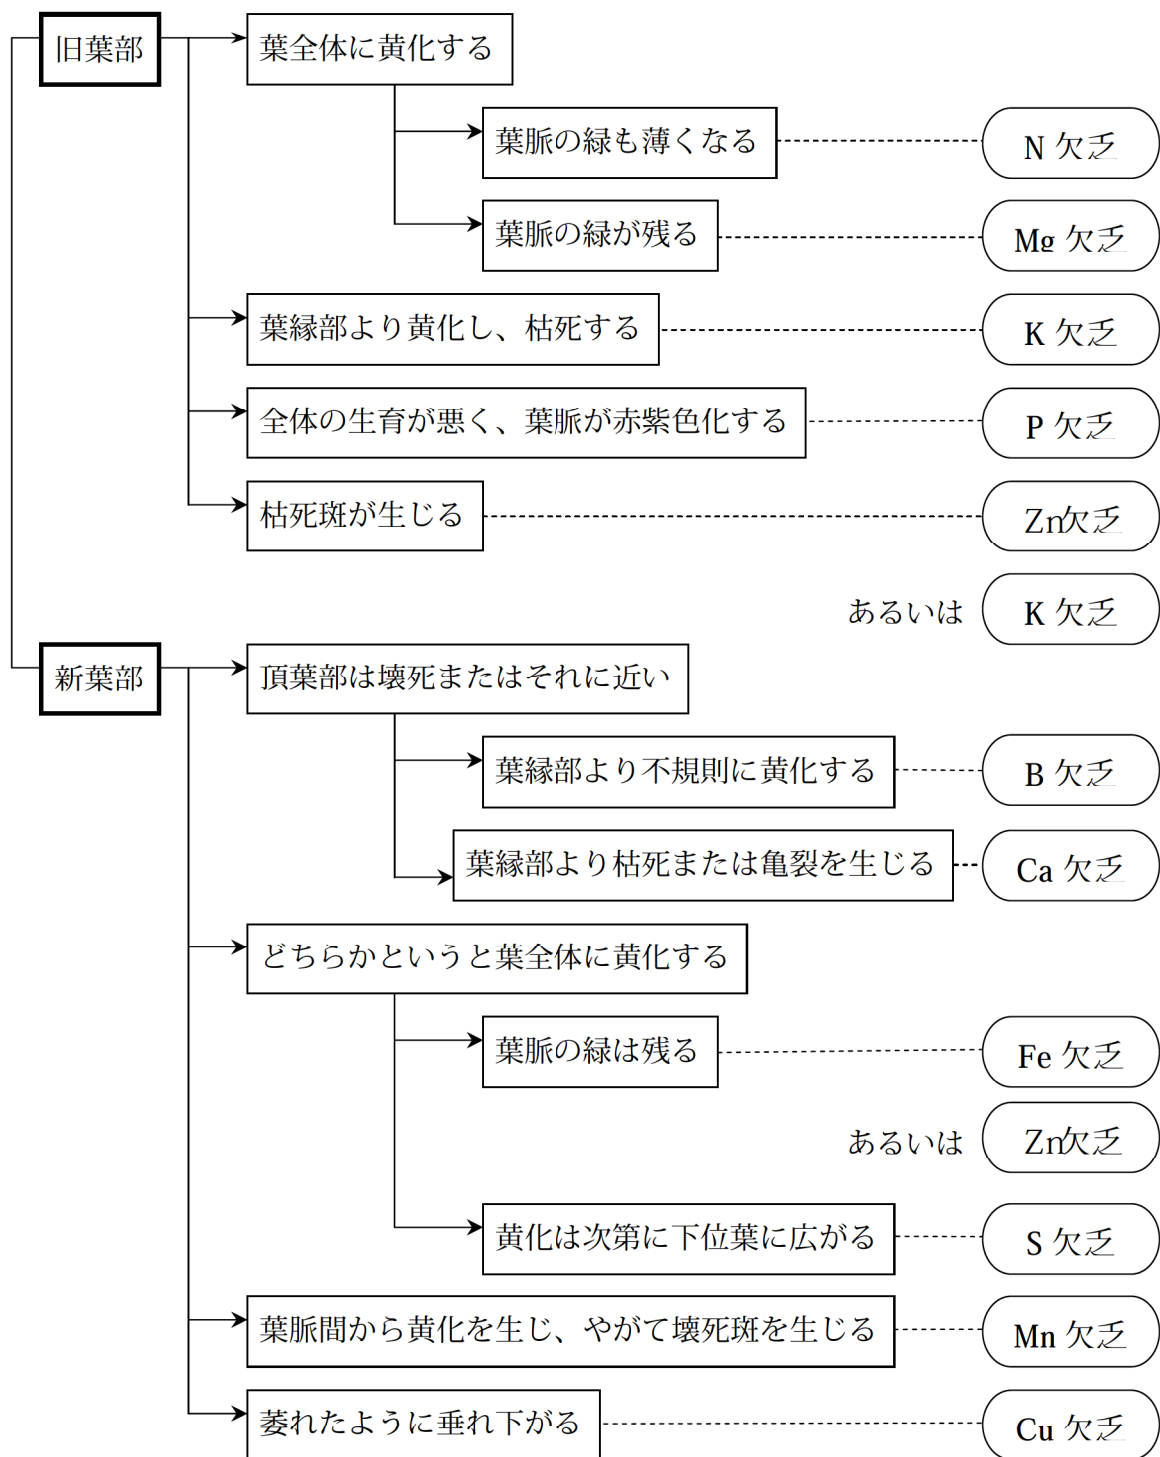 旧葉部
葉全体に黄化する
葉脈の緑も薄くなる
N 欠乏
葉脈の緑が残る
Mg 欠乏
葉縁部より黄化し、枯死する
K 欠乏
全体の生育が悪く、葉脈が赤紫色化する
P 欠乏
枯死斑が生じる
Zn欠乏
あるいは
K 欠乏
新葉部
頂葉部は壊死またはそれに近い
葉縁部より不規則に黄化する
B 欠乏
葉縁部より枯死または亀裂を生じる
Ca 欠乏
どちらかというと葉全体に黄化する
葉脈の緑は残る
Fe 欠乏
あるいは
Zn欠乏
黄化は次第に下位葉に広がる
S 欠乏
葉脈間から黄化を生じ、やがて壊死斑を生じる
Mn 欠乏
萎れたように垂れ下がる
Cu 欠乏